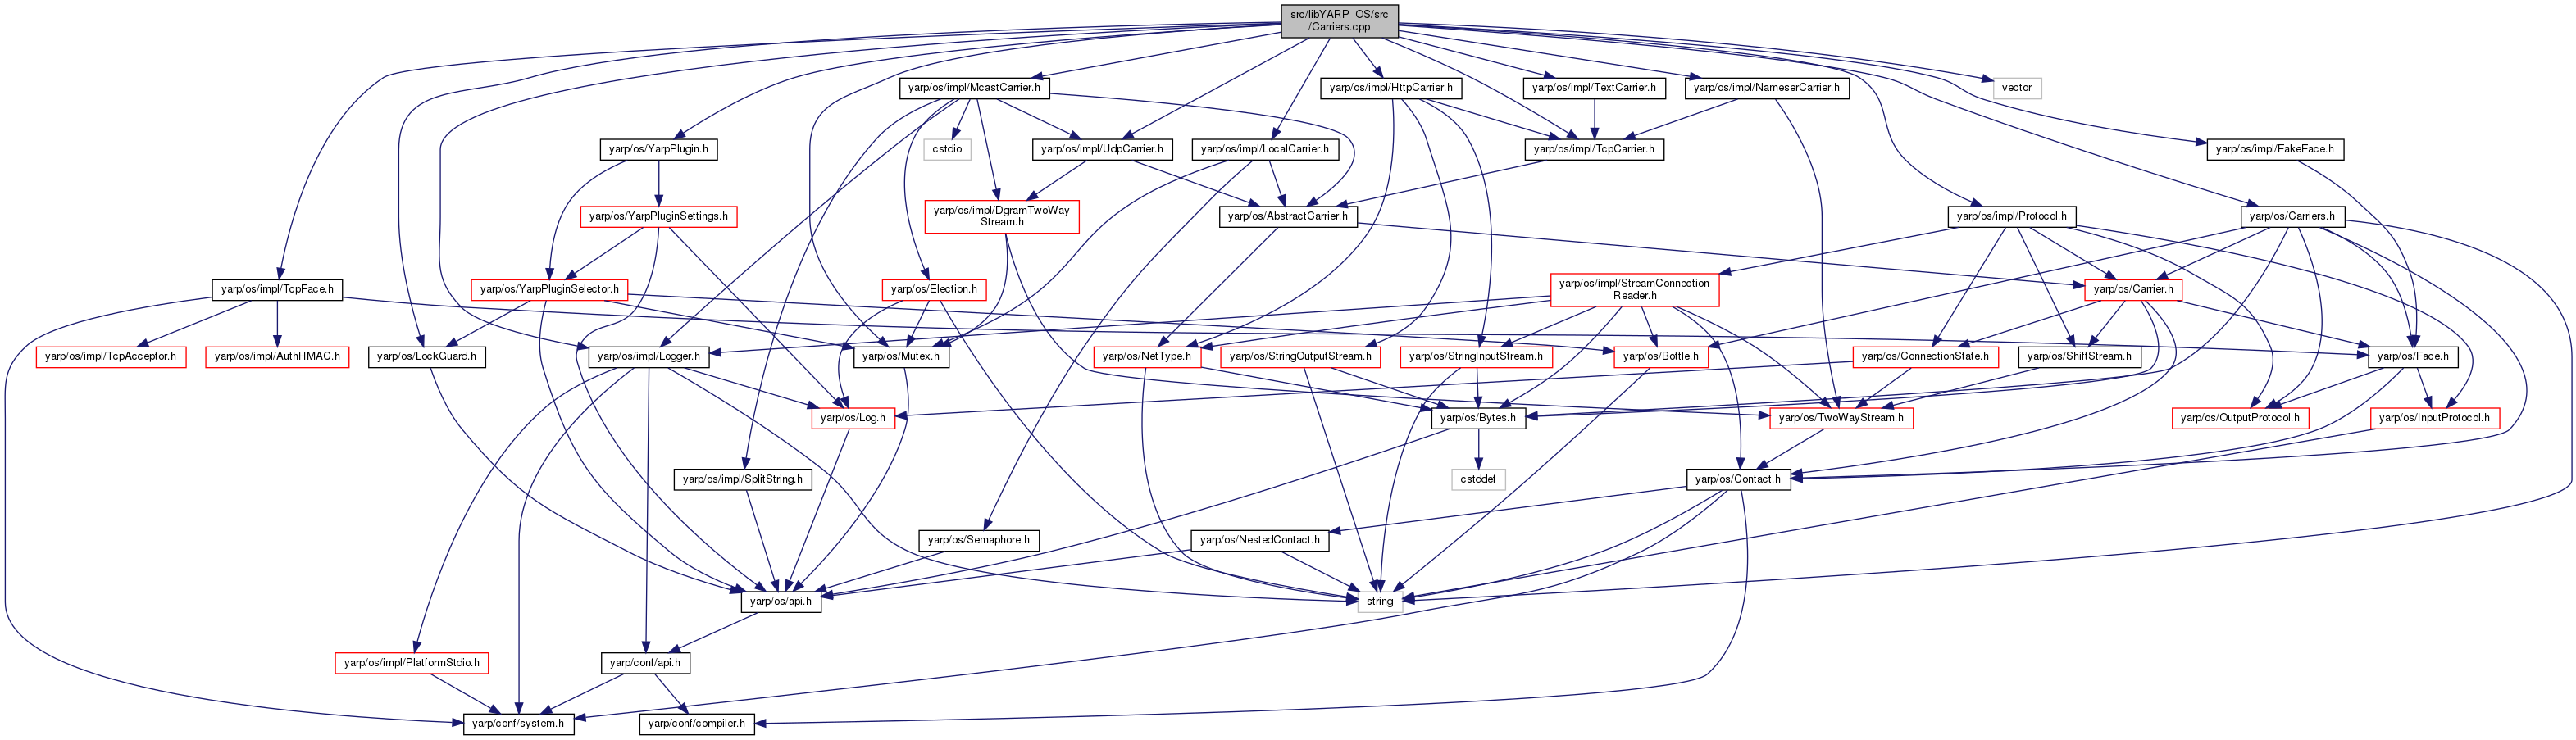 src/libYARP_OS/src
/Carriers.cpp
yarp/os/impl/McastCarrier.h
yarp/os/impl/HttpCarrier.h
yarp/os/impl/TextCarrier.h
yarp/os/impl/NameserCarrier.h
vector
yarp/os/YarpPlugin.h
cstdio
yarp/os/impl/UdpCarrier.h
yarp/os/impl/LocalCarrier.h
yarp/os/impl/TcpCarrier.h
yarp/os/impl/FakeFace.h
yarp/os/YarpPluginSettings.h
yarp/os/impl/DgramTwoWay
Stream.h
yarp/os/AbstractCarrier.h
yarp/os/impl/Protocol.h
yarp/os/Carriers.h
yarp/os/impl/TcpFace.h
yarp/os/YarpPluginSelector.h
yarp/os/Election.h
yarp/os/impl/StreamConnection
Reader.h
yarp/os/Carrier.h
yarp/os/impl/TcpAcceptor.h
yarp/os/impl/AuthHMAC.h
yarp/os/LockGuard.h
yarp/os/impl/Logger.h
yarp/os/Mutex.h
yarp/os/NetType.h
yarp/os/StringOutputStream.h
yarp/os/StringInputStream.h
yarp/os/Bottle.h
yarp/os/ConnectionState.h
yarp/os/ShiftStream.h
yarp/os/Face.h
yarp/os/Log.h
yarp/os/Bytes.h
yarp/os/TwoWayStream.h
yarp/os/OutputProtocol.h
yarp/os/InputProtocol.h
yarp/os/impl/SplitString.h
cstddef
yarp/os/Contact.h
yarp/os/Semaphore.h
yarp/os/NestedContact.h
yarp/os/api.h
string
yarp/os/impl/PlatformStdio.h
yarp/conf/api.h
yarp/conf/system.h
yarp/conf/compiler.h